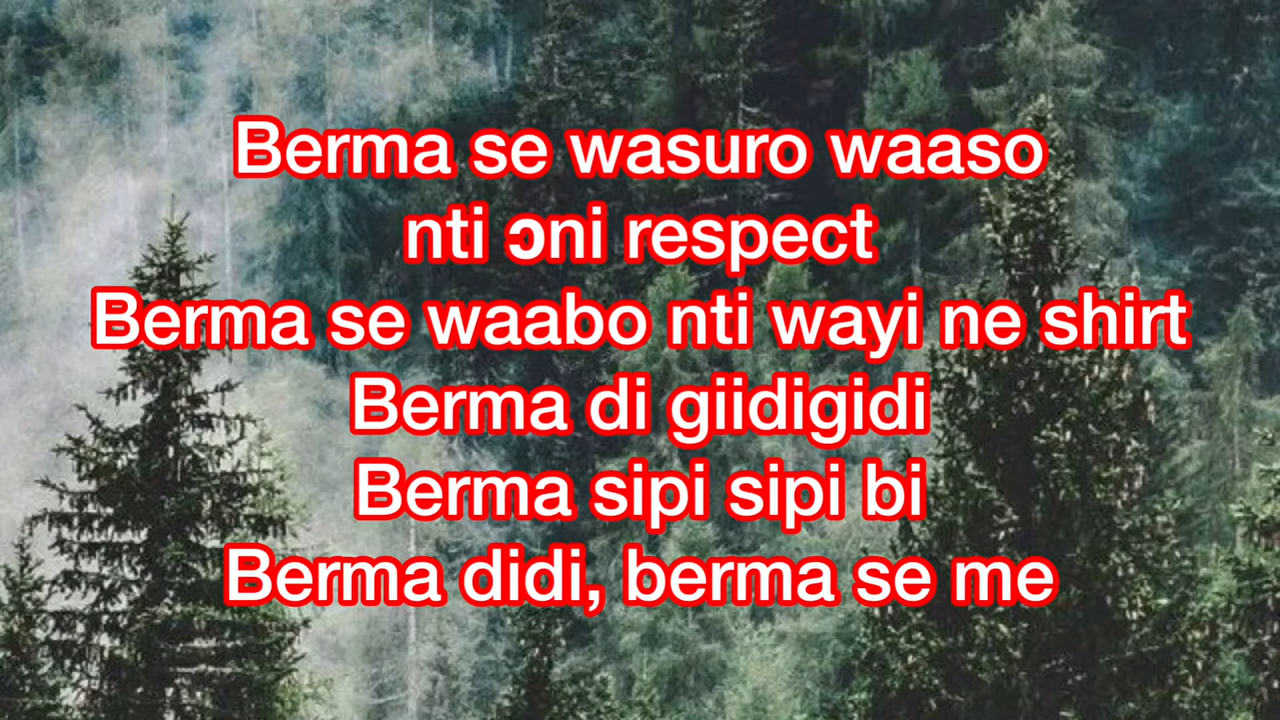 Berma se wasuro waaso
nti ɔni respect
Berma se waabo nti wayi ne shirt
Berma di giidigidi
Berma sipi sipi bi
Berma didi, berma se me